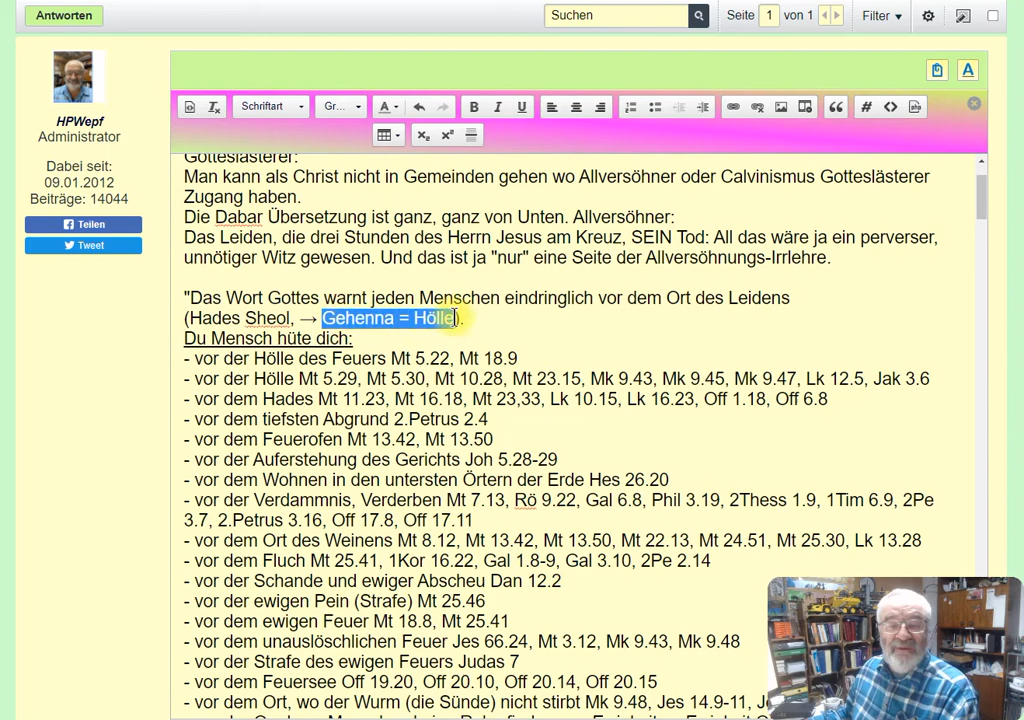 Antworten
Suchen
Seite 1 von 1
Filter
HPWepf
Administrator
Dabei seit:
09.01.2012
Beiträge: 14044
Teilen
Tweet
Schriftart
Gr...
Gotteslästerer:
Man kann als Christ nicht in Gemeinden gehen wo Allversöhner oder Calvinismus Gotteslästerer
Zugang haben.
Die Dabar Übersetzung ist ganz, ganz von Unten. Allversöhner:
Das Leiden, die drei Stunden des Herrn Jesus am Kreuz, SEIN Tod: All das wäre ja ein perverser,
unnötiger Witz gewesen. Und das ist ja "nur" eine Seite der Allversöhnungs-Irrlehre.
"Das Wort Gottes warnt jeden Menschen eindringlich vor dem Ort des Leidens
(Hades Sheol, → Gehenna = Hölle).
Du Mensch hüte dich:
- vor der Hölle des Feuers Mt 5.22, Mt 18.9
- vor der Hölle Mt 5.29, Mt 5.30, Mt 10.28, Mt 23.15, Mk 9.43, Mk 9.45, Mk 9.47, Lk 12.5, Jak 3.6
- vor dem Hades Mt 11.23, Mt 16.18, Mt 23,33, Lk 10.15, Lk 16.23, Off 1.18, Off 6.8
- vor dem tiefsten Abgrund 2.Petrus 2.4
- vor dem Feuerofen Mt 13.42, Mt 13.50
- vor der Auferstehung des Gerichts Joh 5.28-29
- vor dem Wohnen in den untersten Örtern der Erde Hes 26.20
- vor der Verdammnis, Verderben Mt 7.13, Rö 9.22, Gal 6.8, Phil 3.19, 2Thess 1.9, 1Tim 6.9, 2Pe
3.7, 2.Petrus 3.16, Off 17.8, Off 17.11
- vor dem Ort des Weinens Mt 8.12, Mt 13.42, Mt 13.50, Mt 22.13, Mt 24.51, Mt 25.30, Lk 13.28
- vor dem Fluch Mt 25.41, 1Kor 16.22, Gal 1.8-9, Gal 3.10, 2Pe 2.14
- vor der Schande und ewiger Abscheu Dan 12.2
- vor der ewigen Pein (Strafe) Mt 25.46
- vor dem ewigen Feuer Mt 18.8, Mt 25.41
- vor dem unauslöschlichen Feuer Jes 66.24, Mt 3.12, Mk 9.43, Mk 9.48
- vor der Strafe des ewigen Feuers Judas 7
- vor dem Feuersee Off 19.20, Off 20.10, Off 20.14, Off 20.15
- vor dem Ort, wo der Wurm (die Sünde) nicht stirbt Mk 9.48, Jes 14.9-11,